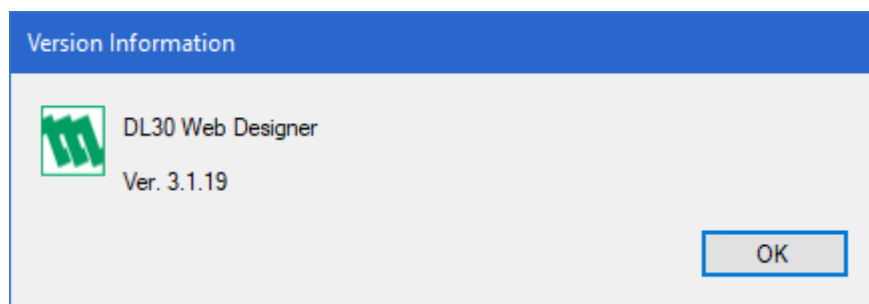 Version Information
DL30 Web Designer
Ver. 3.1.19
OK